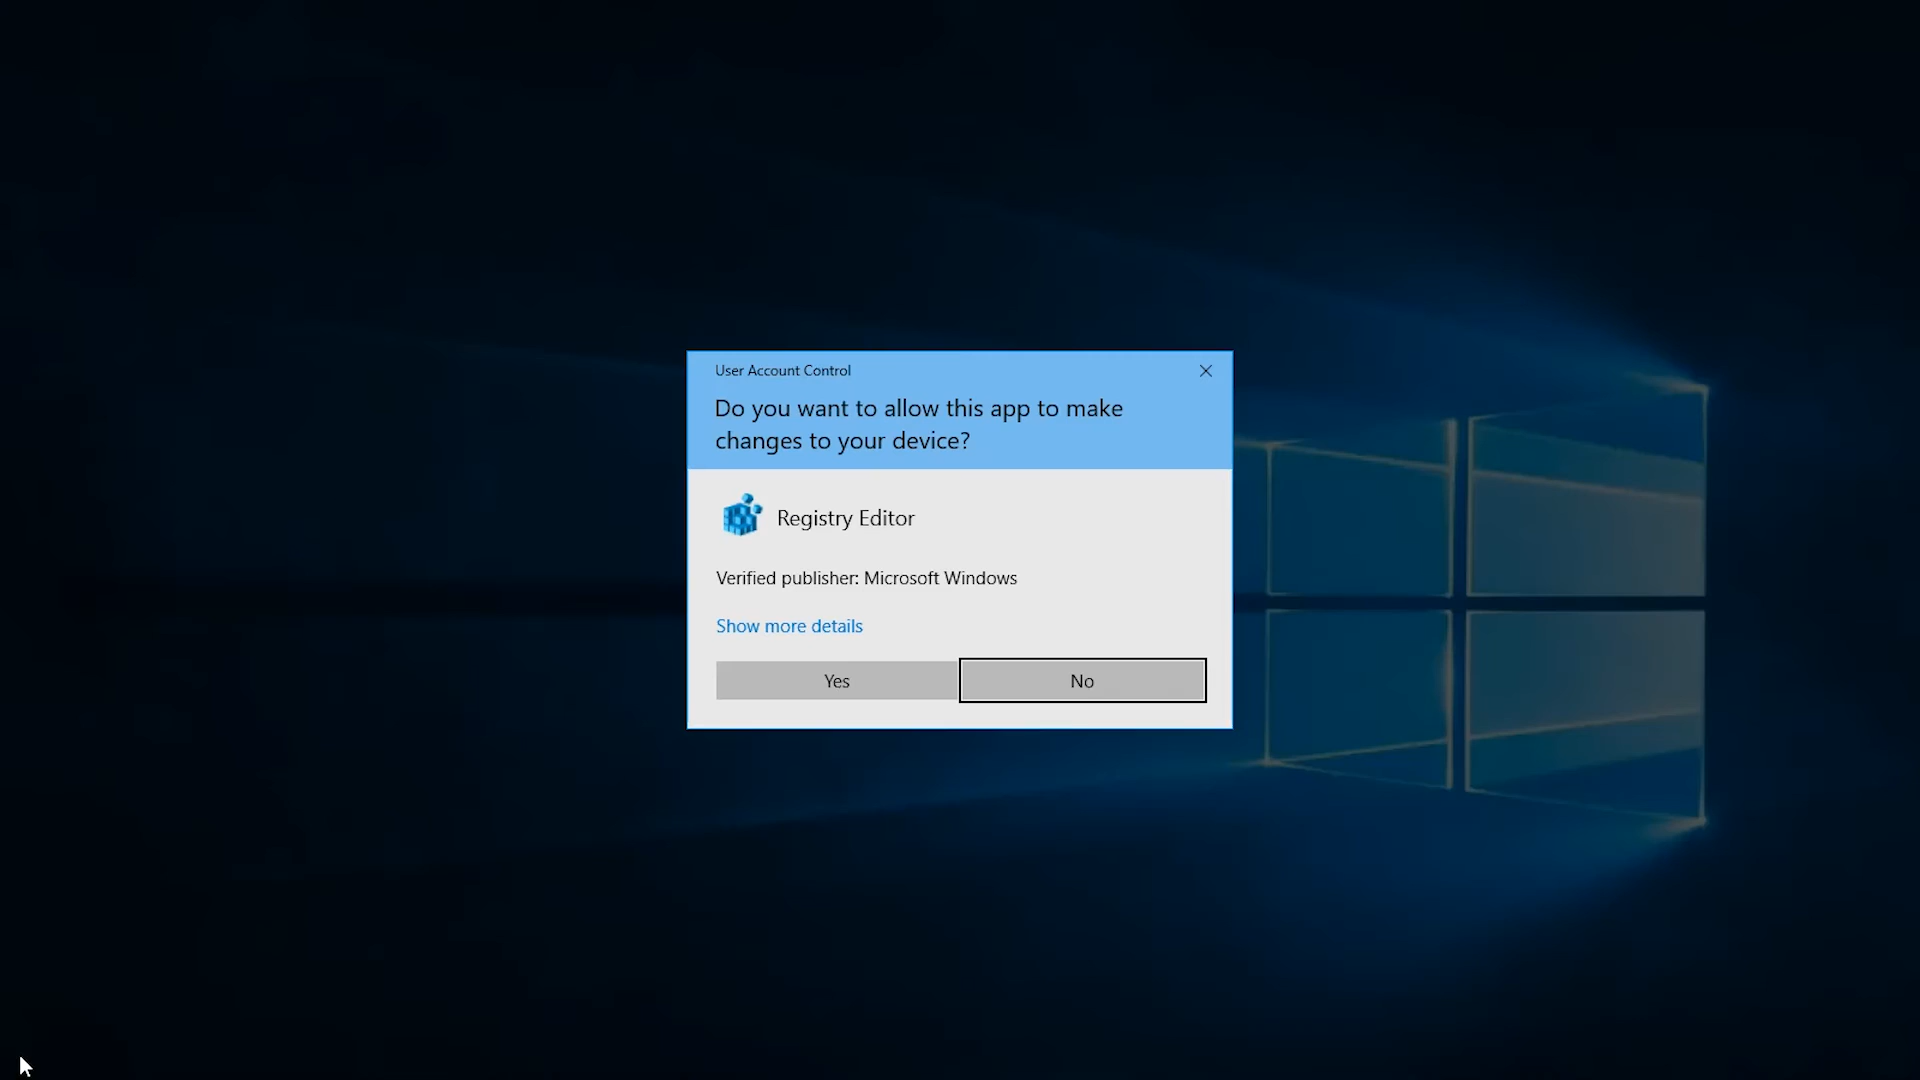 User Account Control
Do you want to allow this app to make
changes to your device?
Registry Editor
Verified publisher: Microsoft Windows
Show more details
Yes
No